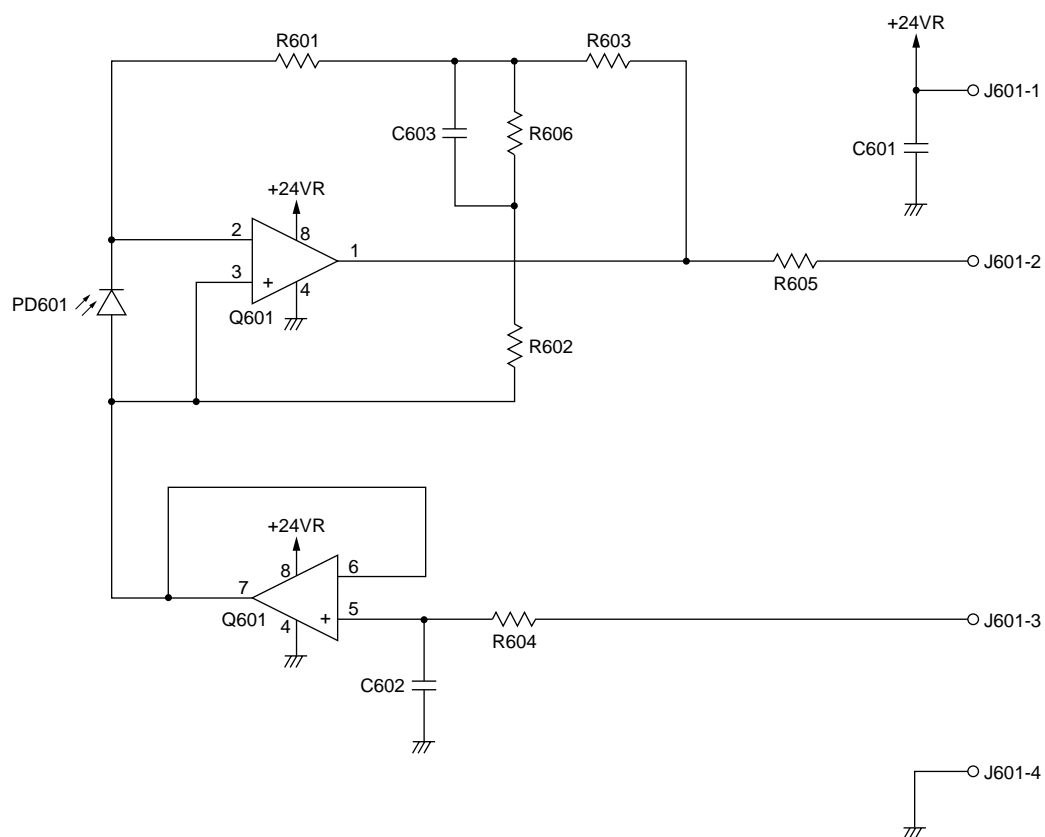 +24VR
R601
R603
J601-1
C603
R606
C601
+24VR
2
8
1
3
+
4
J601-2
R605
PD601
Q601
R602
+24VR
8
6
7
5
+
Q601
4
J601-3
R604
C602
J601-4